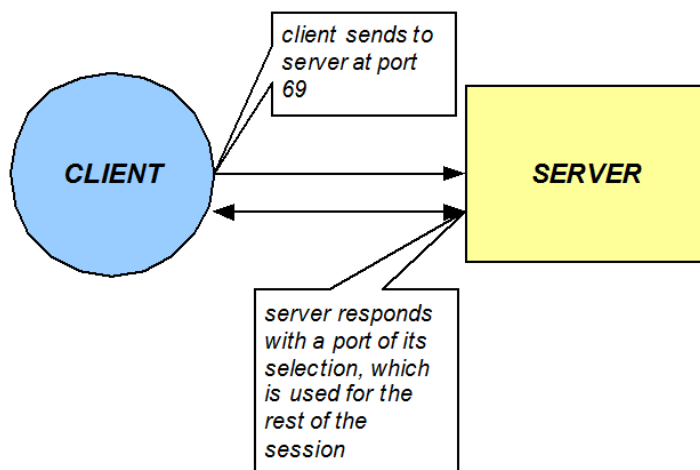 client sends to
server at port
69
CLIENT
SERVER
server responds
with a port of its
selection, which
is used for the
rest of the
session